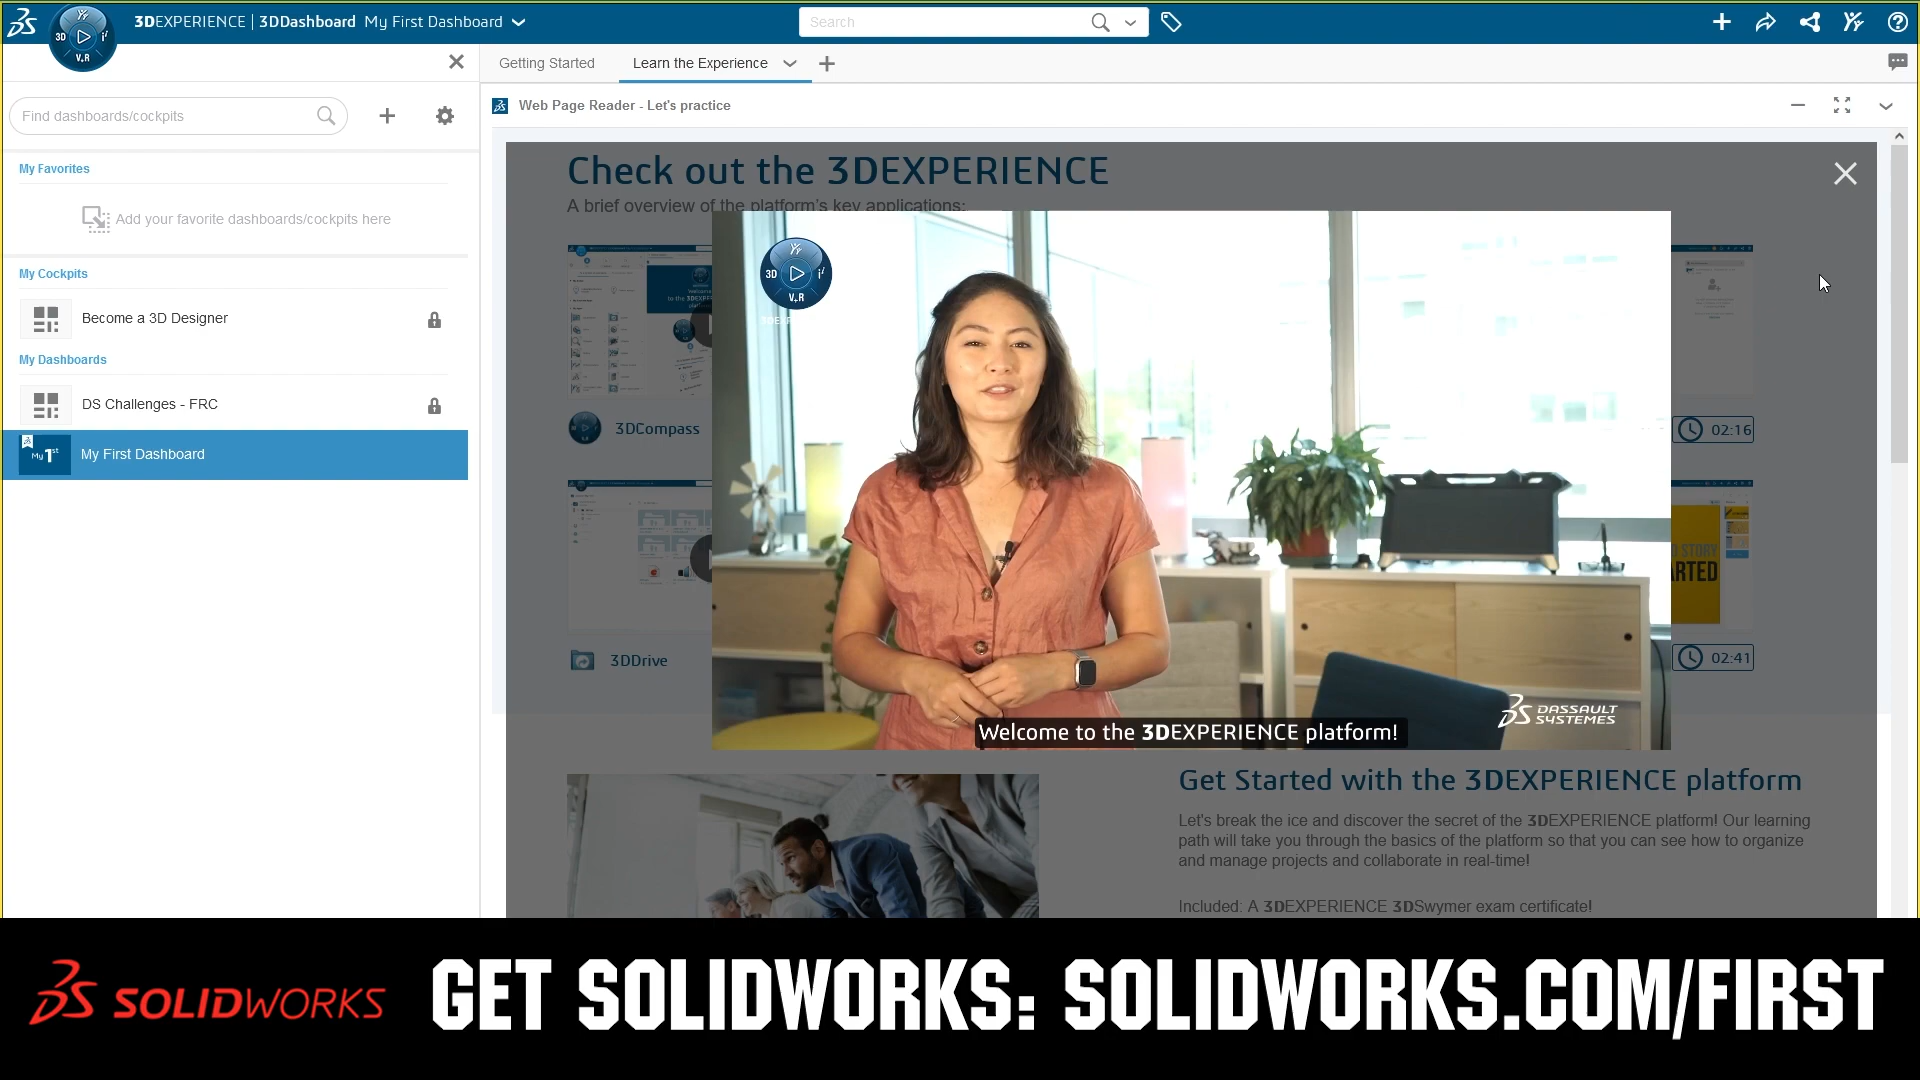 3DEXPERIENCE | 3DDashboard My First Dashboard
Search
3D
V.R
Getting Started
Learn the Experience
Find dashboards/cockpits
Web Page Reader - Let's practice
My Favorites
Add your favorite dashboards/cockpits here
My Cockpits
Become a 3D Designer
My Dashboards
DS Challenges - FRC
My 1st
My First Dashboard
Check out the 3DEXPERIENCE
A brief overview of the platform's key applications:
3D
V.R
3DCompass
02:16
3DDrive
02:41
DASSAULT
SYSTEMES
Welcome to the 3DEXPERIENCE platform!
Get Started with the 3DEXPERIENCE platform
Let's break the ice and discover the secret of the 3DEXPERIENCE platform! Our learning
path will take you through the basics of the platform so that you can see how to organize
and manage projects and collaborate in real-time!
Included: A 3DEXPERIENCE 3DSwymer exam certificate!
SOLIDWORKS
GET SOLIDWORKS: SOLIDWORKS.COM/FIRST